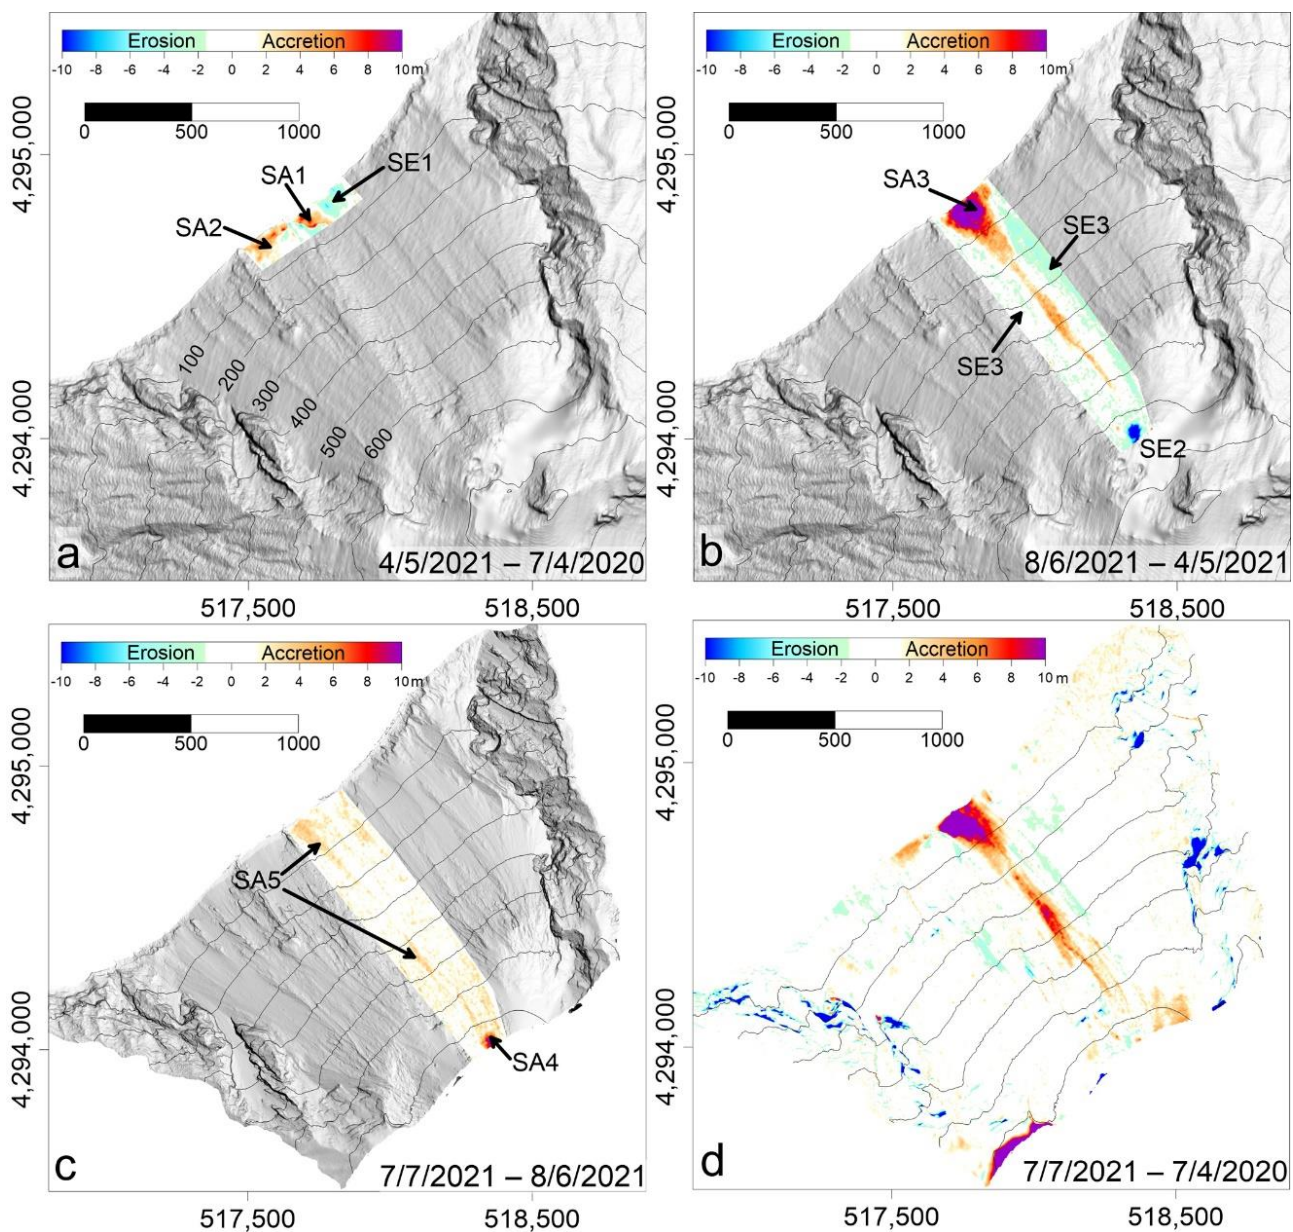 Erosion Accretion
-10 -8 -6 -4 -2 0 2 4 6 8 10m
0 500 1000
4,295,000
4,294,000
SA1
SE1
SA2
100
200
300
400
500
600
a
4/5/2021 – 7/4/2020
517,500 518,500
Erosion Accretion
-10 -8 -6 -4 -2 0 2 4 6 8 10m
0 500 1000
4,295,000
4,294,000
SA3
SE3
SE3
SE2
b
8/6/2021 – 4/5/2021
517,500 518,500
Erosion Accretion
-10 -8 -6 -4 -2 0 2 4 6 8 10m
0 500 1000
4,295,000
4,294,000
SA5
SA4
c
7/7/2021 – 8/6/2021
517,500 518,500
Erosion Accretion
-10 -8 -6 -4 -2 0 2 4 6 8 10m
0 500 1000
4,295,000
4,294,000
d
7/7/2021 – 7/4/2020
517,500 518,500